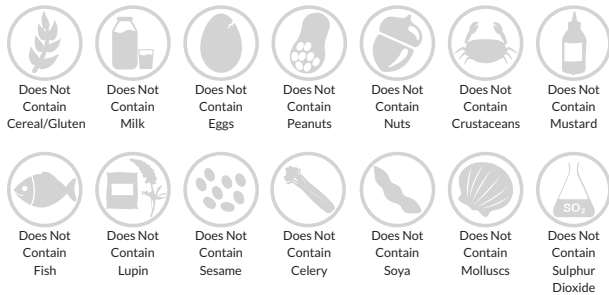 Does Not
Contain
Cereal/Gluten
Does Not
Contain
Milk
Does Not
Contain
Eggs
Does Not
Contain
Peanuts
Does Not
Contain
Nuts
Does Not
Contain
Crustaceans
Does Not
Contain
Mustard
Does Not
Contain
Fish
Does Not
Contain
Lupin
Does Not
Contain
Sesame
Does Not
Contain
Celery
Does Not
Contain
Soya
Does Not
Contain
Molluscs
SO₂
Does Not
Contain
Sulphur
Dioxide